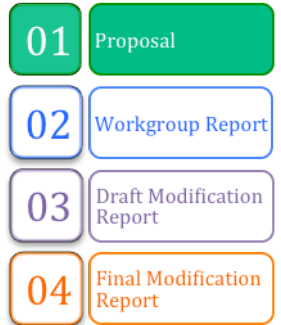 01 Proposal
02 Workgroup Report
03 Draft Modification
Report
04 Final Modification
Report